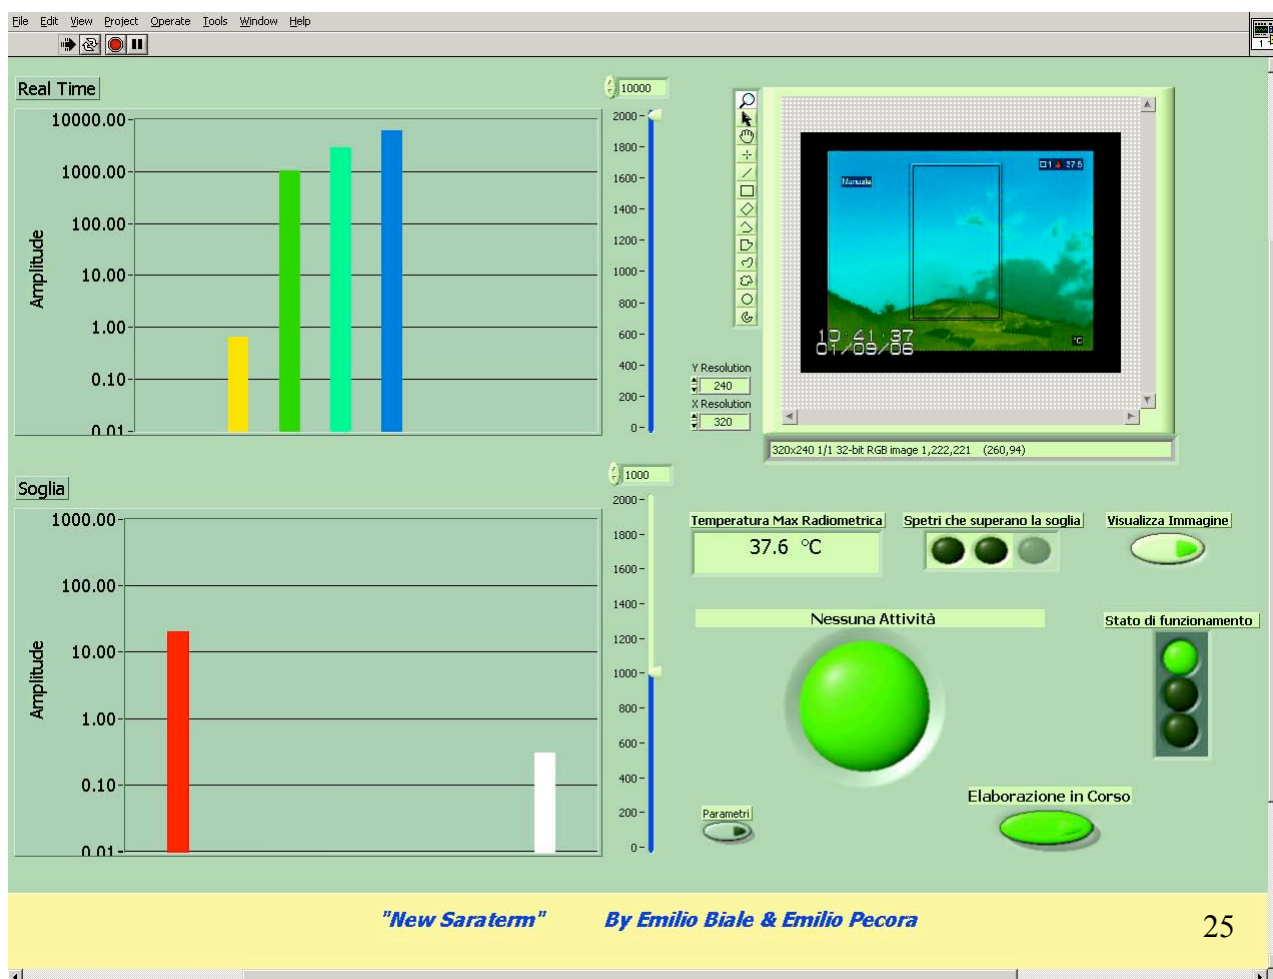 File Edit View Project Operate Tools Window Help
Real Time
10000
10000.00
1000.00
100.00
10.00
1.00
0.10
0.01
Amplitude
2000
1800
1600
1400
1200
1000
800
600
400
200
0
Manuale
1 37.6
10:41:37
01/09/06
°C
Y Resolution
240
X Resolution
320
320x240 1/1 32-bit RGB image 1,222,221 (260,94)
Soglia
1000
1000.00
100.00
10.00
1.00
0.10
0.01
Amplitude
2000
1800
1600
1400
1200
1000
800
600
400
200
0
Temperatura Max Radiometrica
37.6 °C
Spetri che superano la soglia
Visualizza Immagine
Nessuna Attività
Stato di funzionamento
Parametri
Elaborazione in Corso
"New Saraterm" By Emilio Biale & Emilio Pecora
25